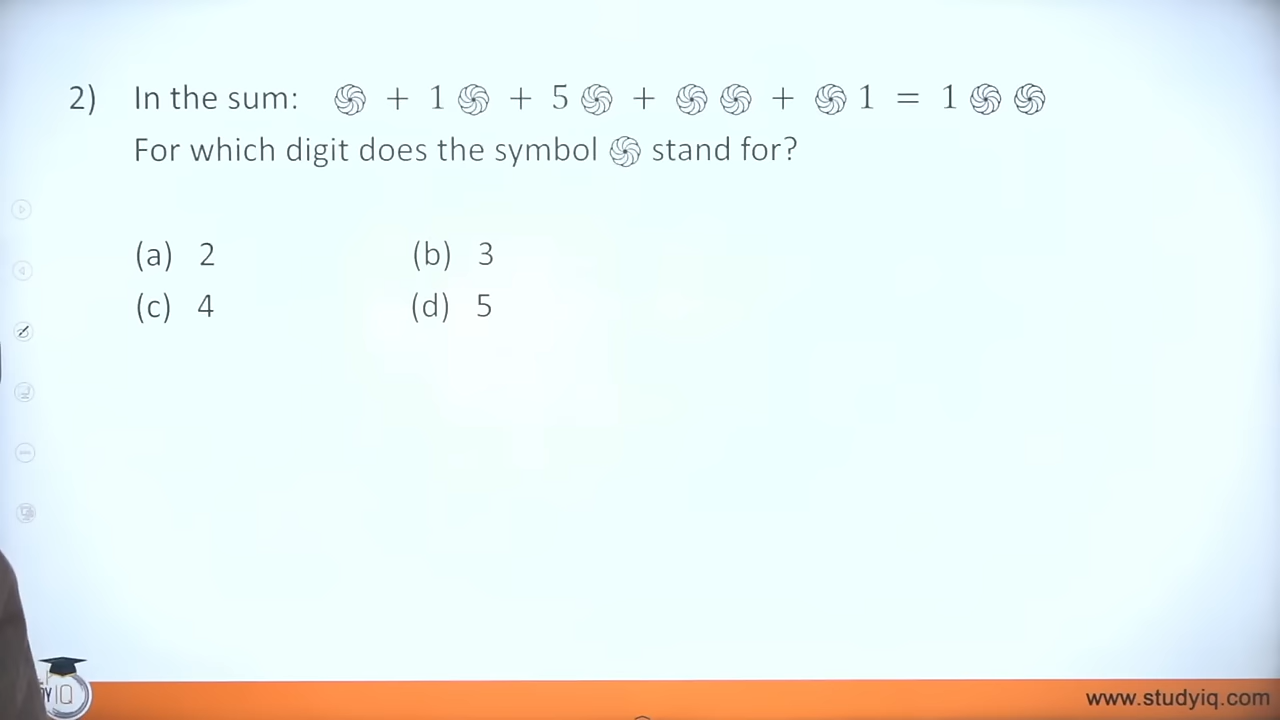 2) In the sum: ֍ + 1 ֍ + 5 ֍ + ֍ ֍ + ֍ 1 = 1 ֍ ֍
For which digit does the symbol ֍ stand for?
(a) 2 (b) 3
(c) 4 (d) 5
IQ
www.studyiq.com